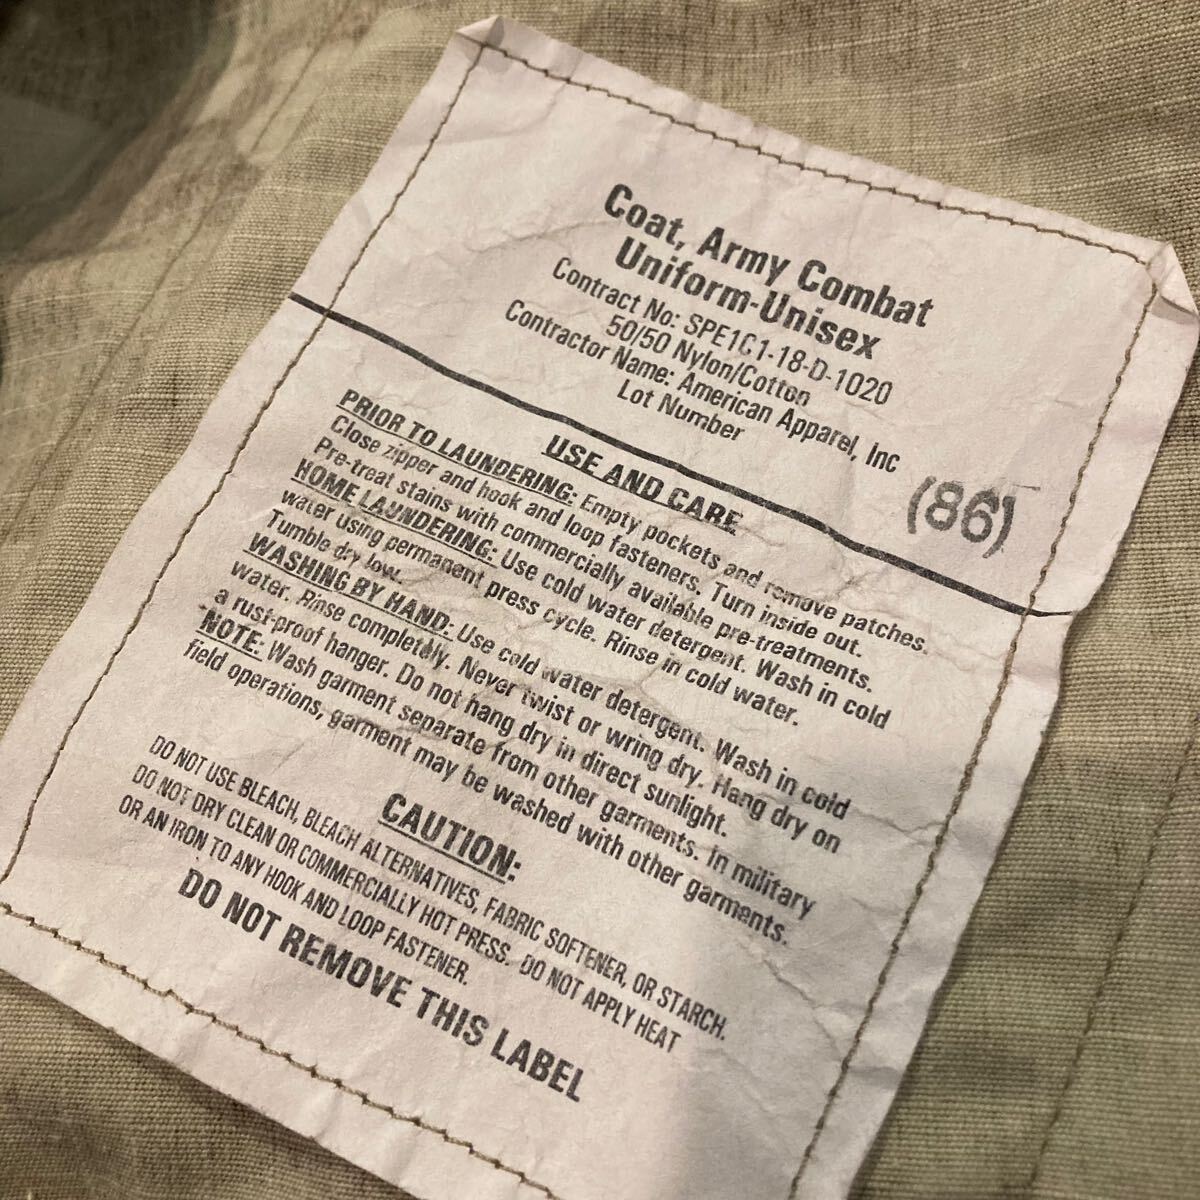 Coat, Army Combat
Uniform-Unisex
Contract No: SPE1C1-18-D-1020
50/50 Nylon/Cotton
Contractor Name: American Apparel, Inc
Lot Number
(86)
USE AND CARE
PRIOR TO LAUNDERING: Empty pockets and remove patches.
Close zipper and hook and loop fasteners. Turn inside out.
Pre-treat stains with commercially available pre-treatments.
HOME LAUNDERING: Use cold water detergent. Wash in cold
water using permanent press cycle. Rinse in cold water.
Tumble dry low.
WASHING BY HAND: Use cold water detergent. Wash in cold
water. Rinse completely. Never twist or wring dry. Hang dry on
a rust-proof hanger. Do not hang dry in direct sunlight.
NOTE: Wash garment separate from other garments. In military
field operations, garment may be washed with other garments.
CAUTION:
DO NOT USE BLEACH, BLEACH ALTERNATIVES, FABRIC SOFTENER, OR STARCH.
DO NOT DRY CLEAN OR COMMERCIALLY HOT PRESS. DO NOT APPLY HEAT
OR AN IRON TO ANY HOOK AND LOOP FASTENER.
DO NOT REMOVE THIS LABEL